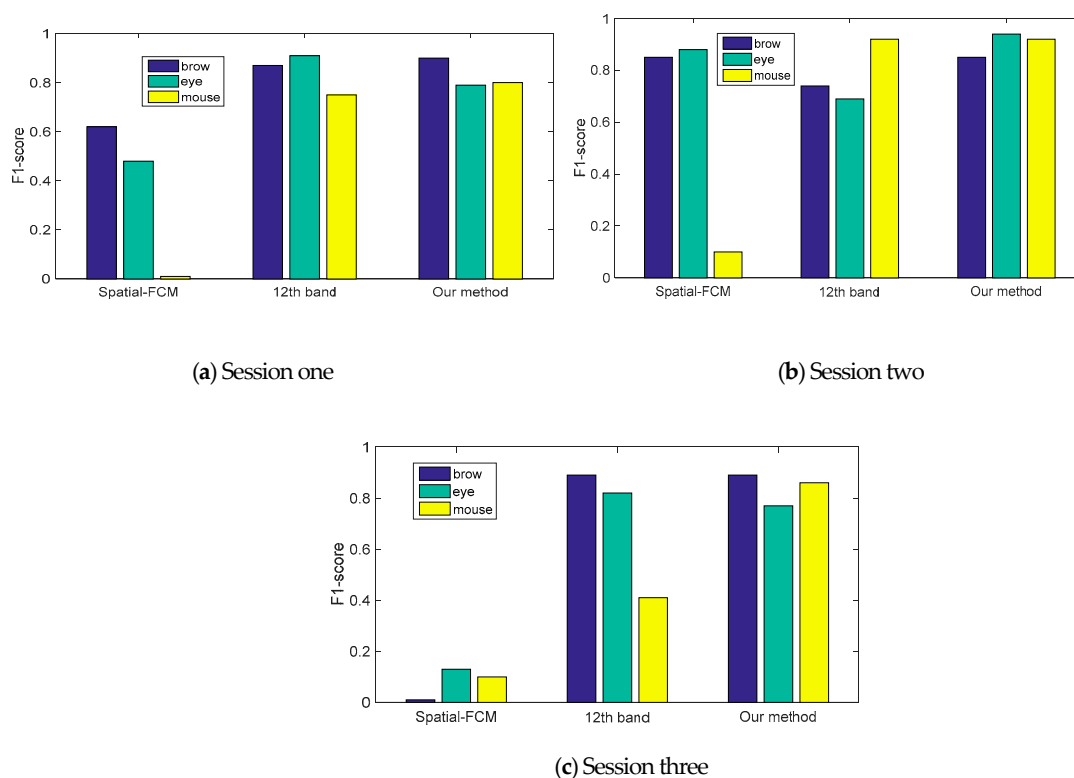 1
0.8
0.6
0.4
0.2
0
F1-score
brow
eye
mouse
Spatial-FCM 12th band Our method
(a) Session one
1
0.8
0.6
0.4
0.2
0
F1-score
brow
eye
mouse
Spatial-FCM 12th band Our method
(b) Session two
1
0.8
0.6
0.4
0.2
0
F1-score
brow
eye
mouse
Spatial-FCM 12th band Our method
(c) Session three